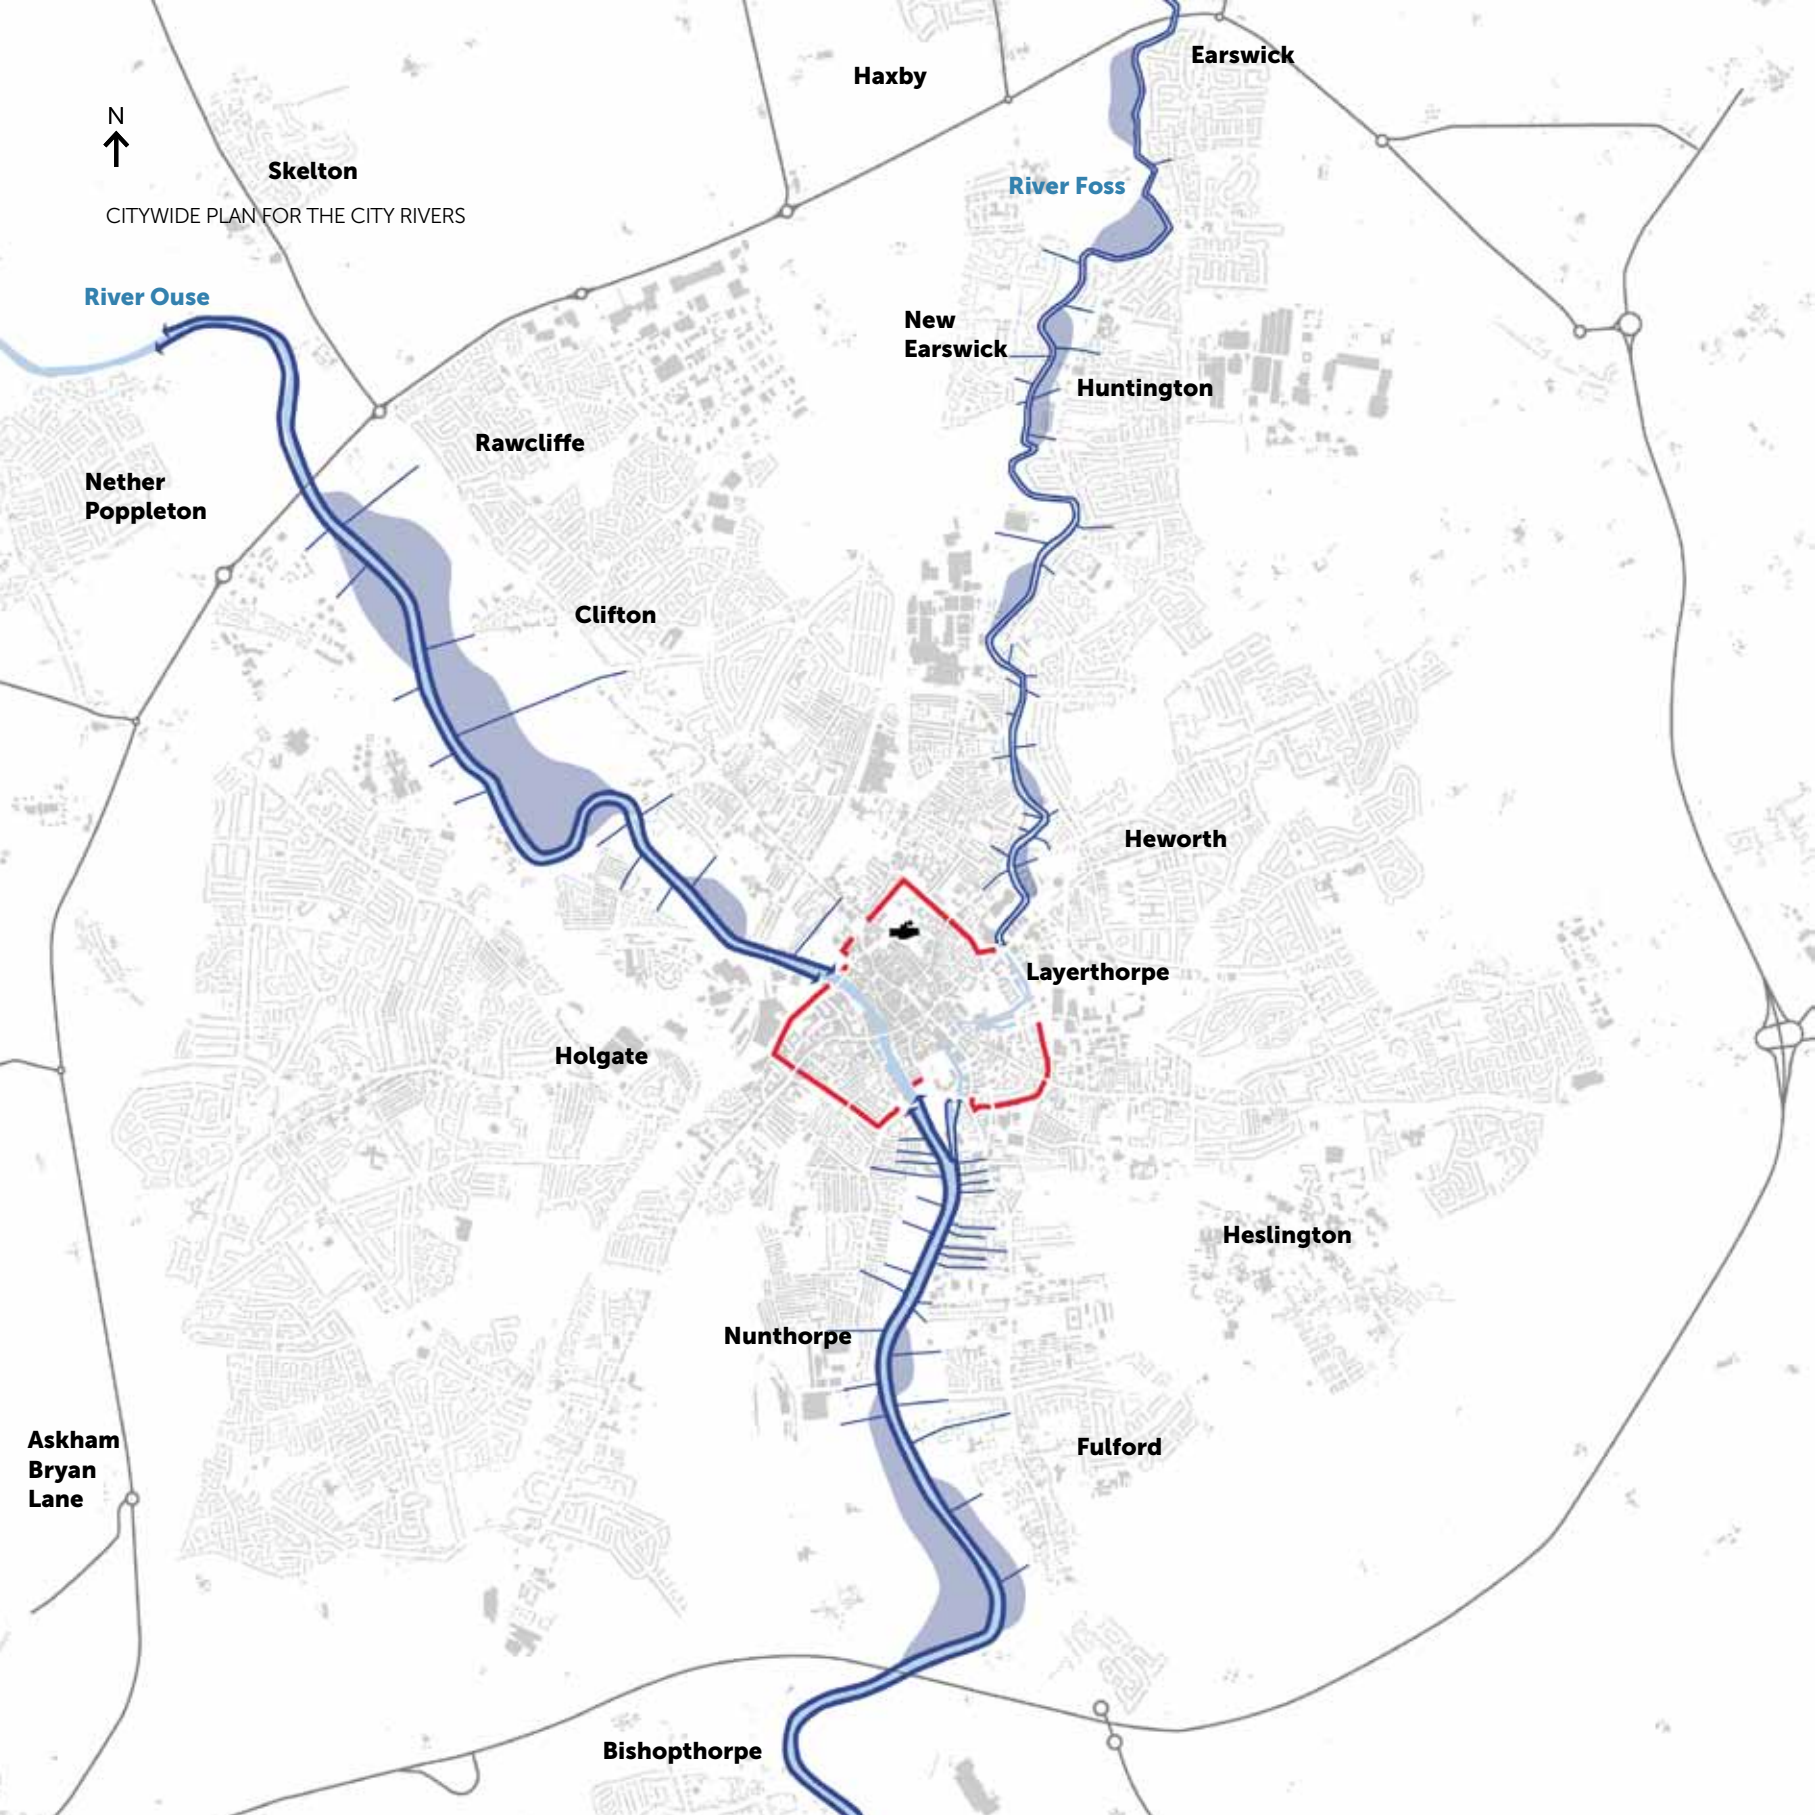 Earswick
Haxby
N
Skelton
River Foss
CITYWIDE PLAN FOR THE CITY RIVERS
River Ouse
New
Earswick
Huntington
Rawcliffe
Nether
Poppleton
Clifton
Heworth
Layerthorpe
Holgate
Heslington
Nunthorpe
Askham
Bryan
Lane
Fulford
Bishopthorpe